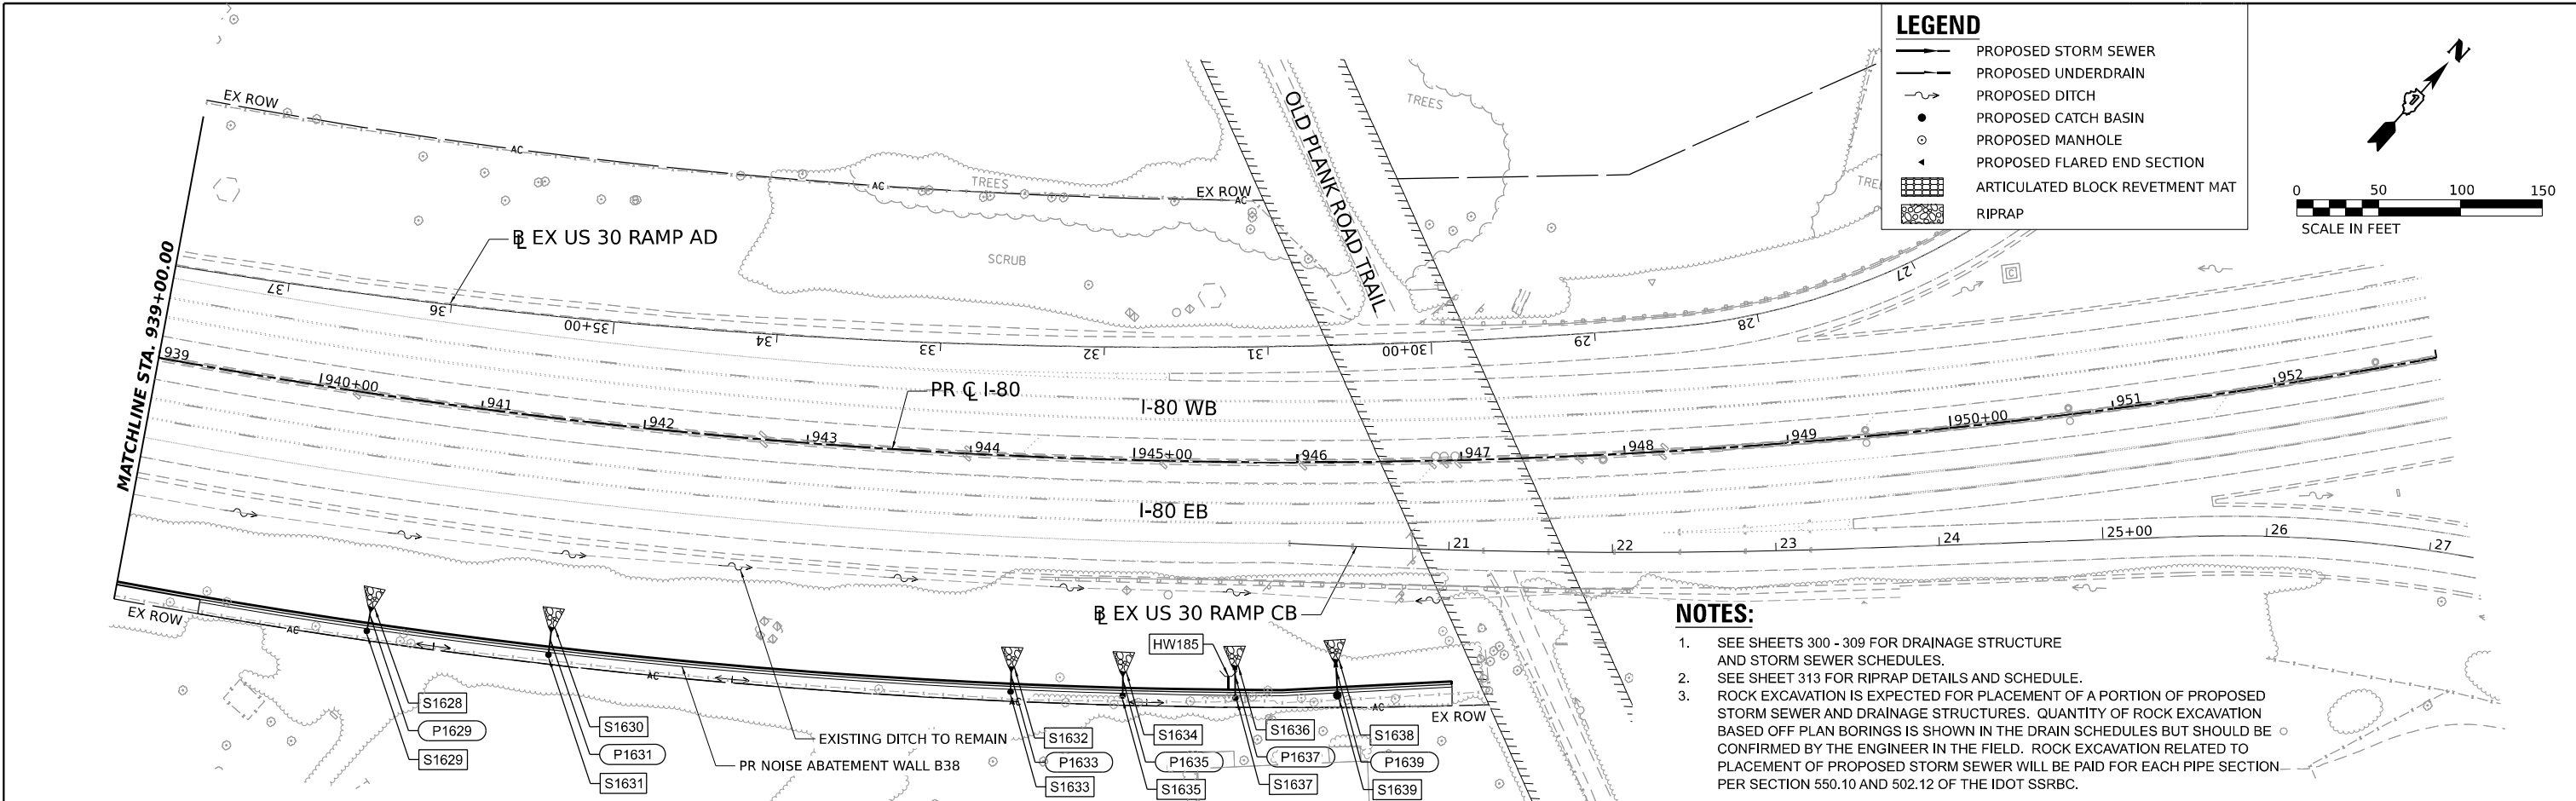 LEGEND
PROPOSED STORM SEWER
PROPOSED UNDERDRAIN
PROPOSED DITCH
PROPOSED CATCH BASIN
PROPOSED MANHOLE
PROPOSED FLARED END SECTION
ARTICULATED BLOCK REVETMENT MAT
RIPRAP
N
0 50 100 150
SCALE IN FEET
EX ROW
AC
AC
TREES
EX ROW
AC
OLD PLANK ROAD TRAIL
TREES
SCRUB
C
MATCHLINE STA. 939+00.00
BL EX US 30 RAMP AD
37
36
35+00
34
33
32
31
30+00
29
28
27
939
940+00
941
942
943
944
945+00
946
947
948
949
950+00
951
952
PR CL I-80
I-80 WB
I-80 EB
21
22
23
24
25+00
26
27
BL EX US 30 RAMP CB
EX ROW
AC
AC
AC
AC
EX ROW
HW185
S1628
P1629
S1629
S1630
P1631
S1631
EXISTING DITCH TO REMAIN
PR NOISE ABATEMENT WALL B38
S1632
P1633
S1633
S1634
P1635
S1635
S1636
P1637
S1637
S1638
P1639
S1639
NOTES:
1. SEE SHEETS 300 - 309 FOR DRAINAGE STRUCTURE
AND STORM SEWER SCHEDULES.
2. SEE SHEET 313 FOR RIPRAP DETAILS AND SCHEDULE.
3. ROCK EXCAVATION IS EXPECTED FOR PLACEMENT OF A PORTION OF PROPOSED
STORM SEWER AND DRAINAGE STRUCTURES. QUANTITY OF ROCK EXCAVATION
BASED OFF PLAN BORINGS IS SHOWN IN THE DRAIN SCHEDULES BUT SHOULD BE
CONFIRMED BY THE ENGINEER IN THE FIELD. ROCK EXCAVATION RELATED TO
PLACEMENT OF PROPOSED STORM SEWER WILL BE PAID FOR EACH PIPE SECTION
PER SECTION 550.10 AND 502.12 OF THE IDOT SSRBC.